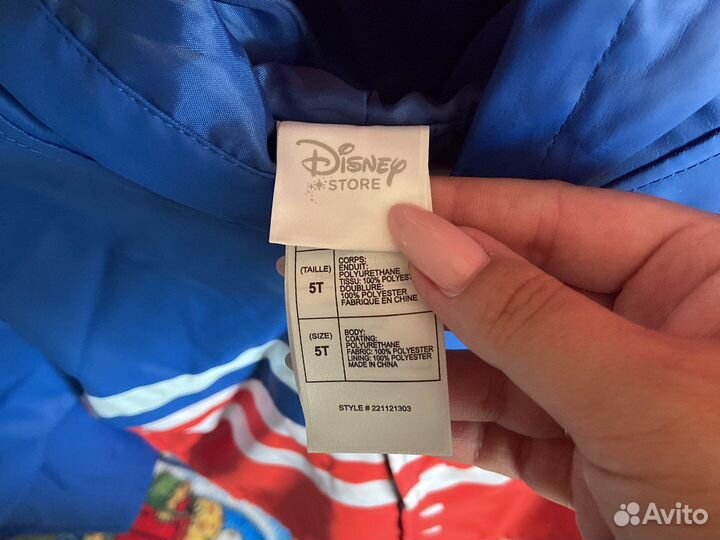 Disney
STORE
(TAILLE)
5T
CORPS:
ENDUIT:
POLYURETHANE
TISSU: 100% POLYESTER
DOUBLURE:
100% POLYESTER
FABRIQUE EN CHINE
(SIZE)
5T
BODY:
COATING:
POLYURETHANE
FABRIC: 100% POLYESTER
LINING: 100% POLYESTER
MADE IN CHINA
STYLE # 221121303
Avito